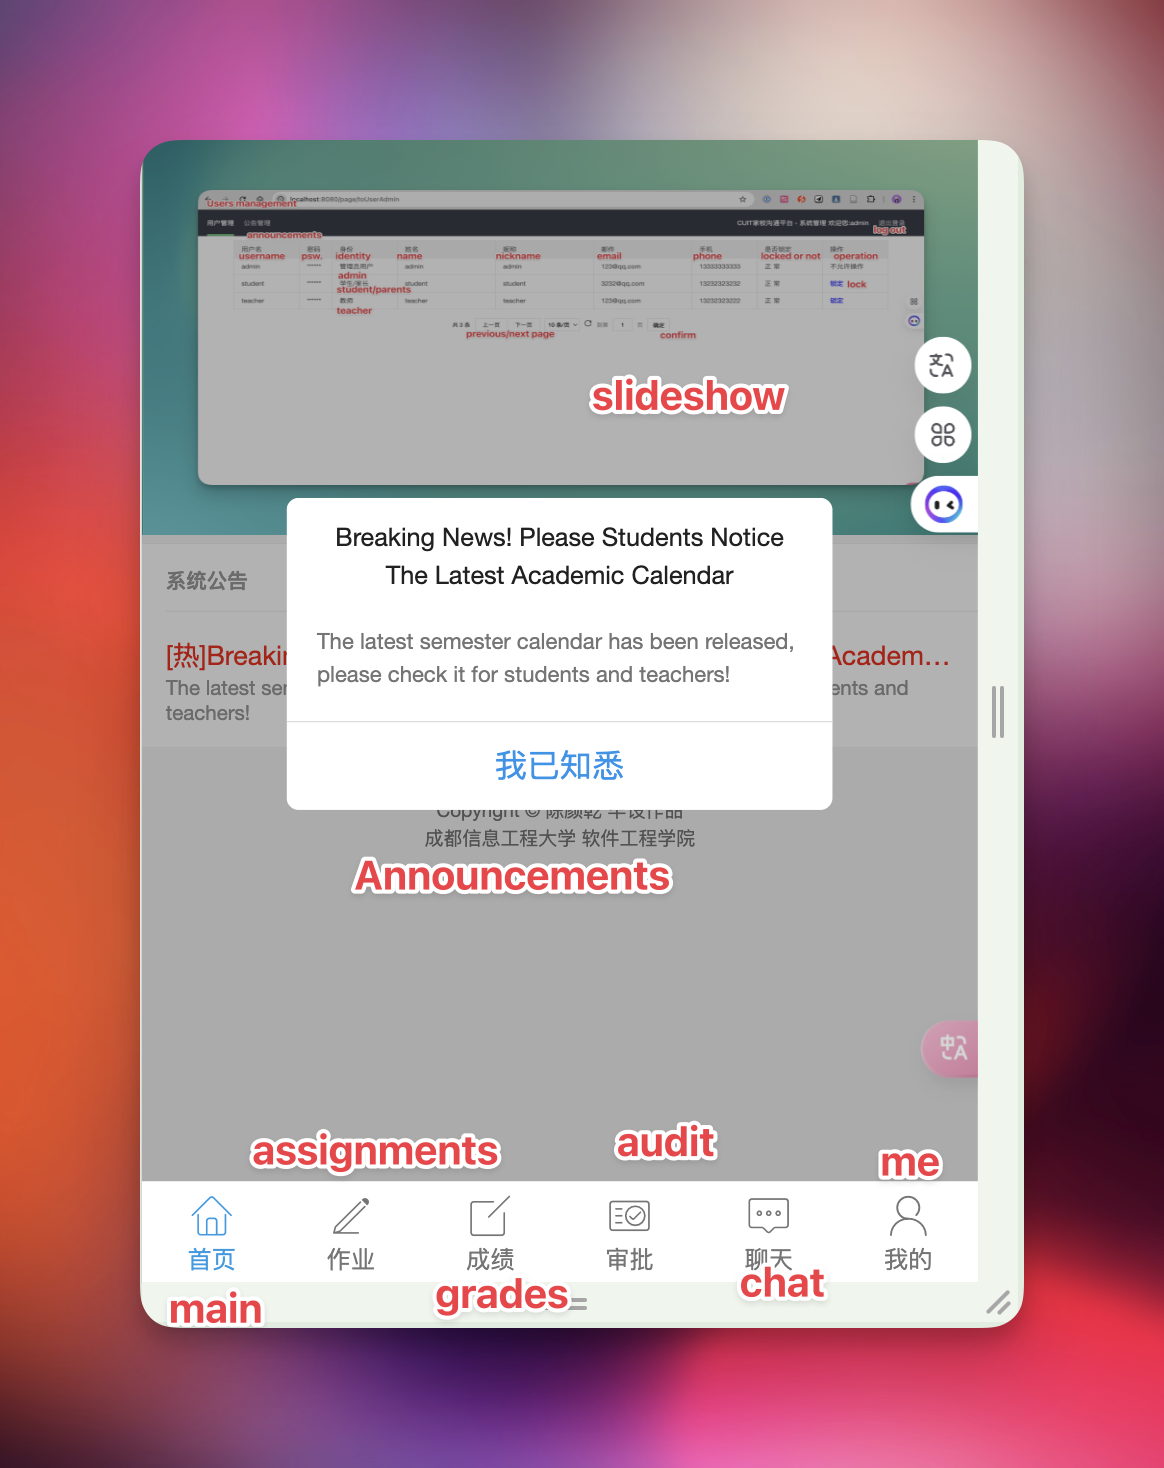 localhost:8080/page/toUserAdmin
Users management
用户管理 公告管理
CUIT家校沟通平台 - 系统管理 欢迎您:admin 退出登录
announcements
log out
用户名 密码 身份 姓名 昵称 邮件 手机 是否锁定 操作
username psw. identity name nickname email phone locked or not operation
admin ****** 管理员用户 admin admin 123@qq.com 13333333333 正常 不允许操作
admin
student ****** 学生/家长 student student 3232@qq.com 13232323232 正常 锁定 lock
student/parents
teacher ****** 教师 teacher teacher 123@qq.com 13232323222 正常 锁定
teacher
共 3 条 上一页 下一页 10 条/页 到第 1 页 确定
previous/next page confirm
slideshow
Breaking News! Please Students Notice
The Latest Academic Calendar
The latest semester calendar has been released,
please check it for students and teachers!
我已知悉
系统公告
[热]Breakin
Academ...
The latest ser
ents and
teachers!
Copyright © 陈颜乾 毕设作品
成都信息工程大学 软件工程学院
Announcements
assignments audit me
首页 作业 成绩 审批 聊天 我的
main grades chat